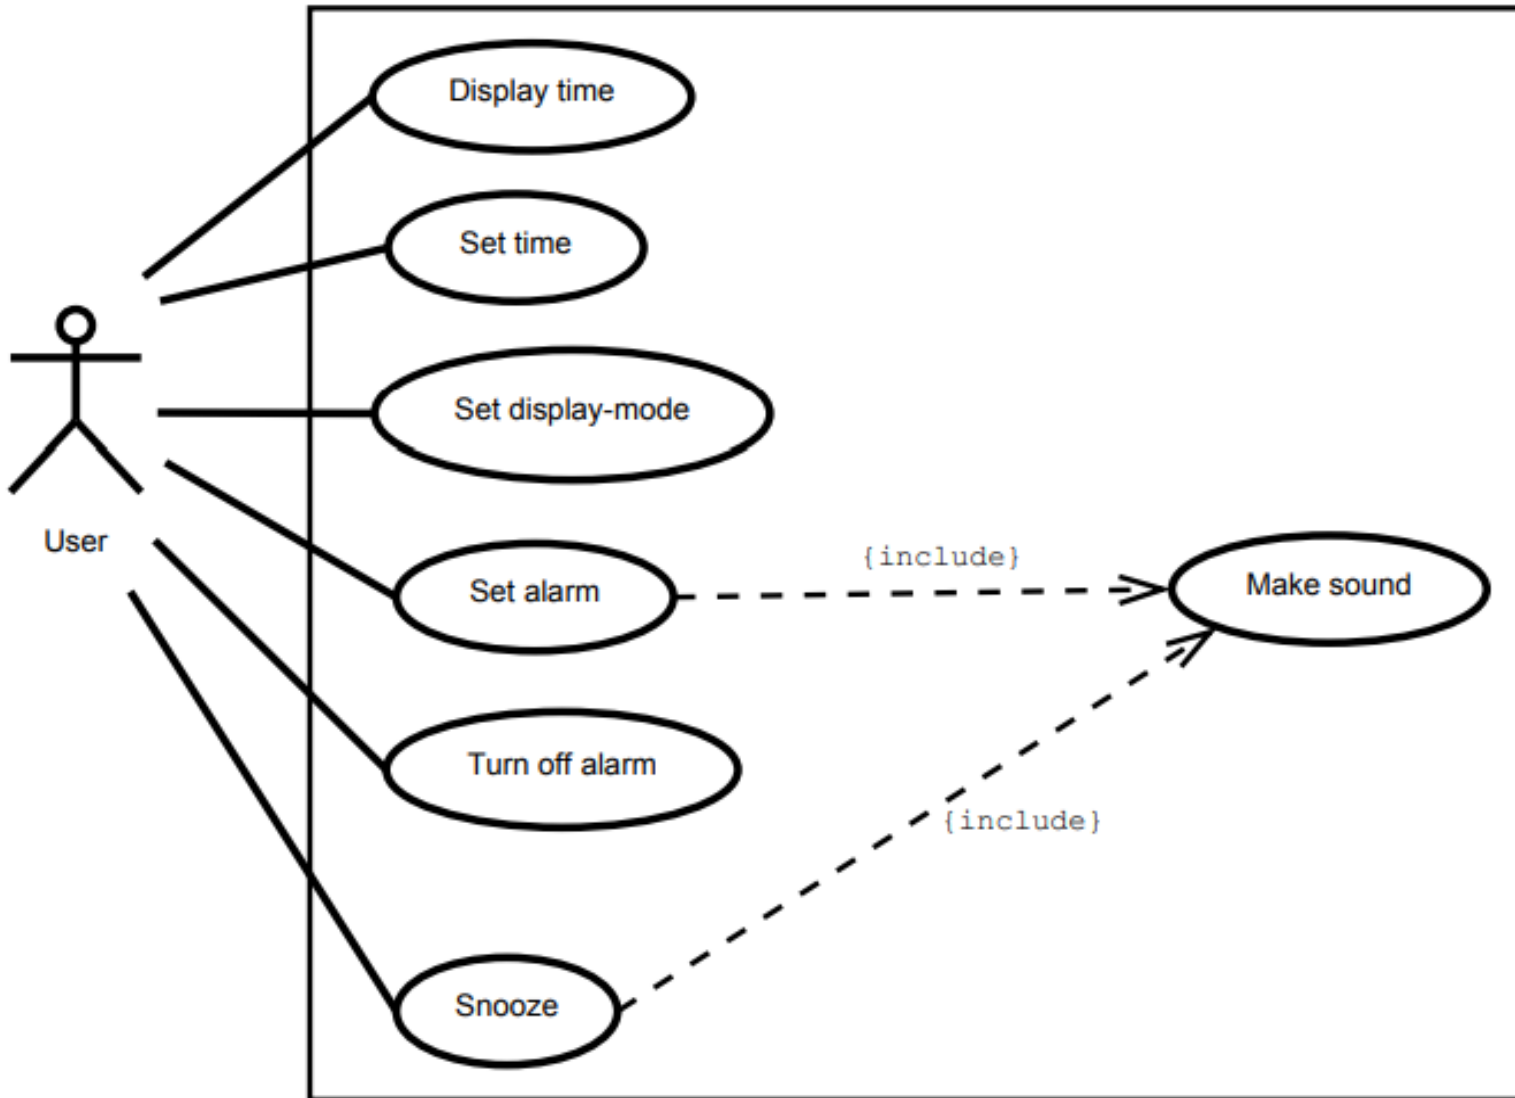 Display time
Set time
Set display-mode
User
Set alarm
{include}
Make sound
Turn off alarm
{include}
Snooze